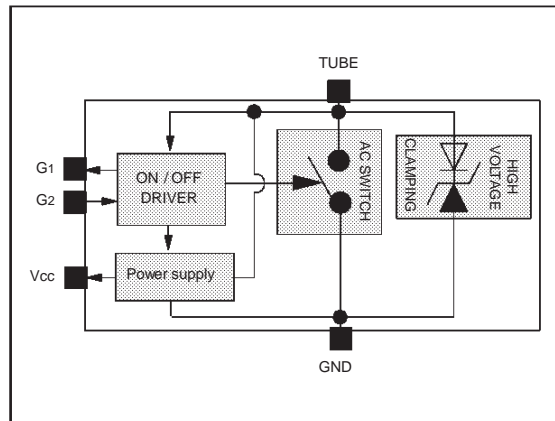 TUBE
G1
G2
Vcc
ON / OFF
DRIVER
Power supply
AC SWITCH
HIGH
VOLTAGE
CLAMPING
GND